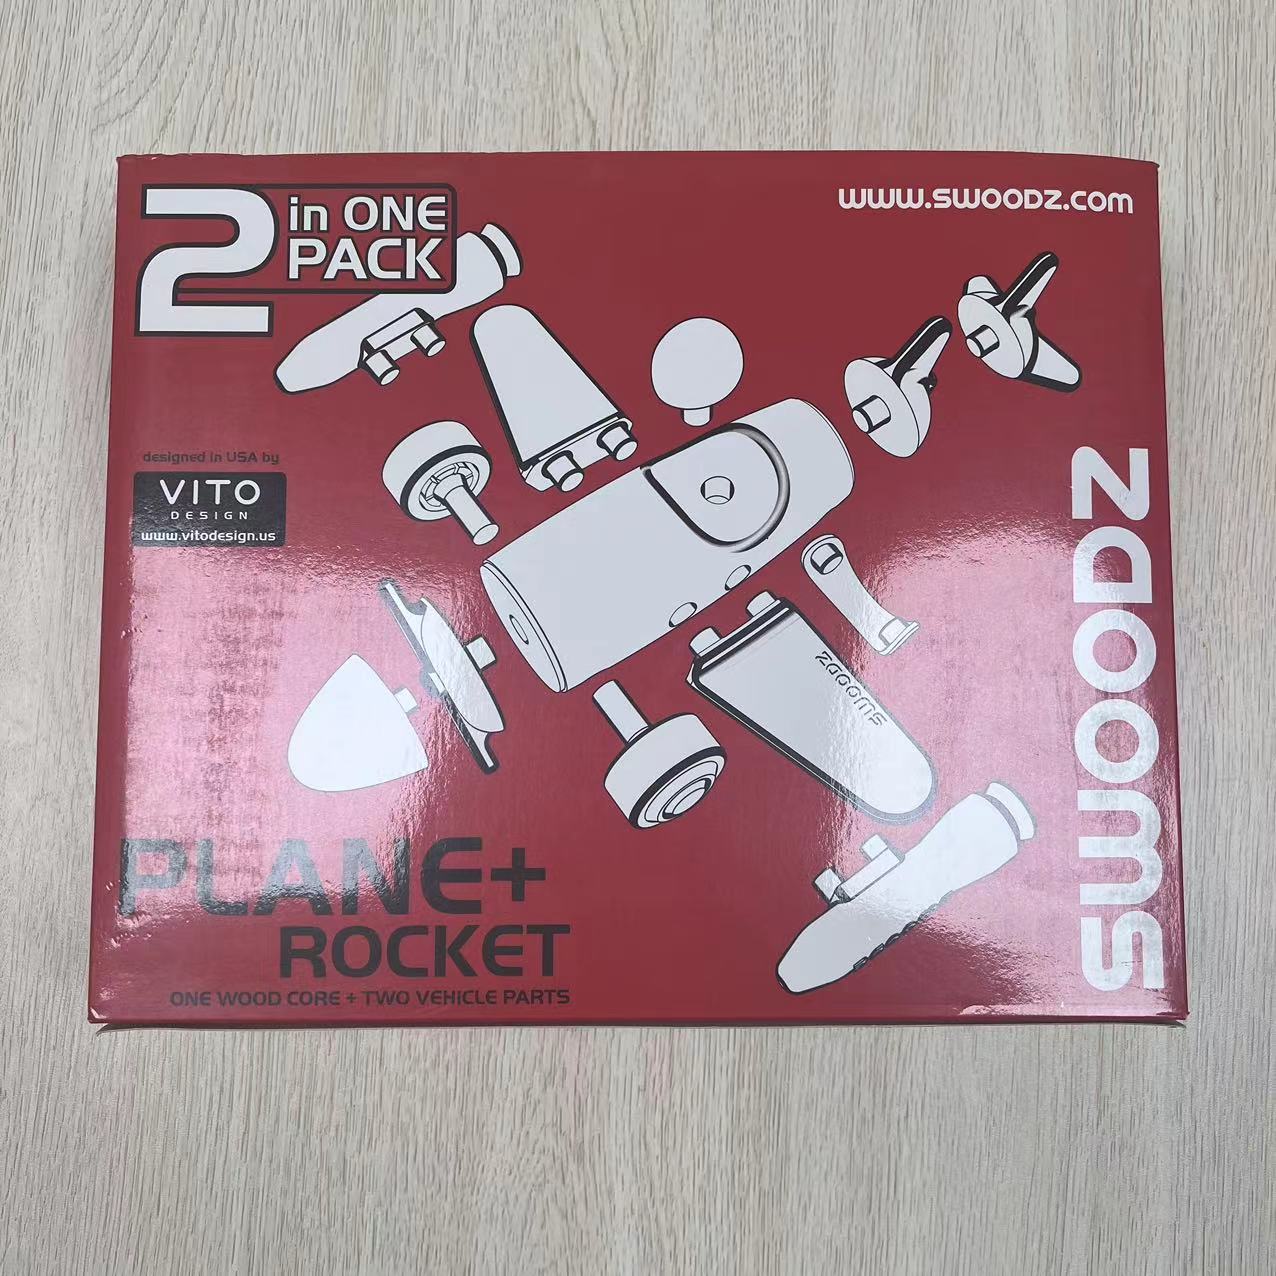 2 in ONE
PACK
www.swoodz.com
designed in USA by
VITO
DESIGN
www.vitodesign.us
SWOODZ
SWOODZ
PLANE+
ROCKET
ONE WOOD CORE + TWO VEHICLE PARTS